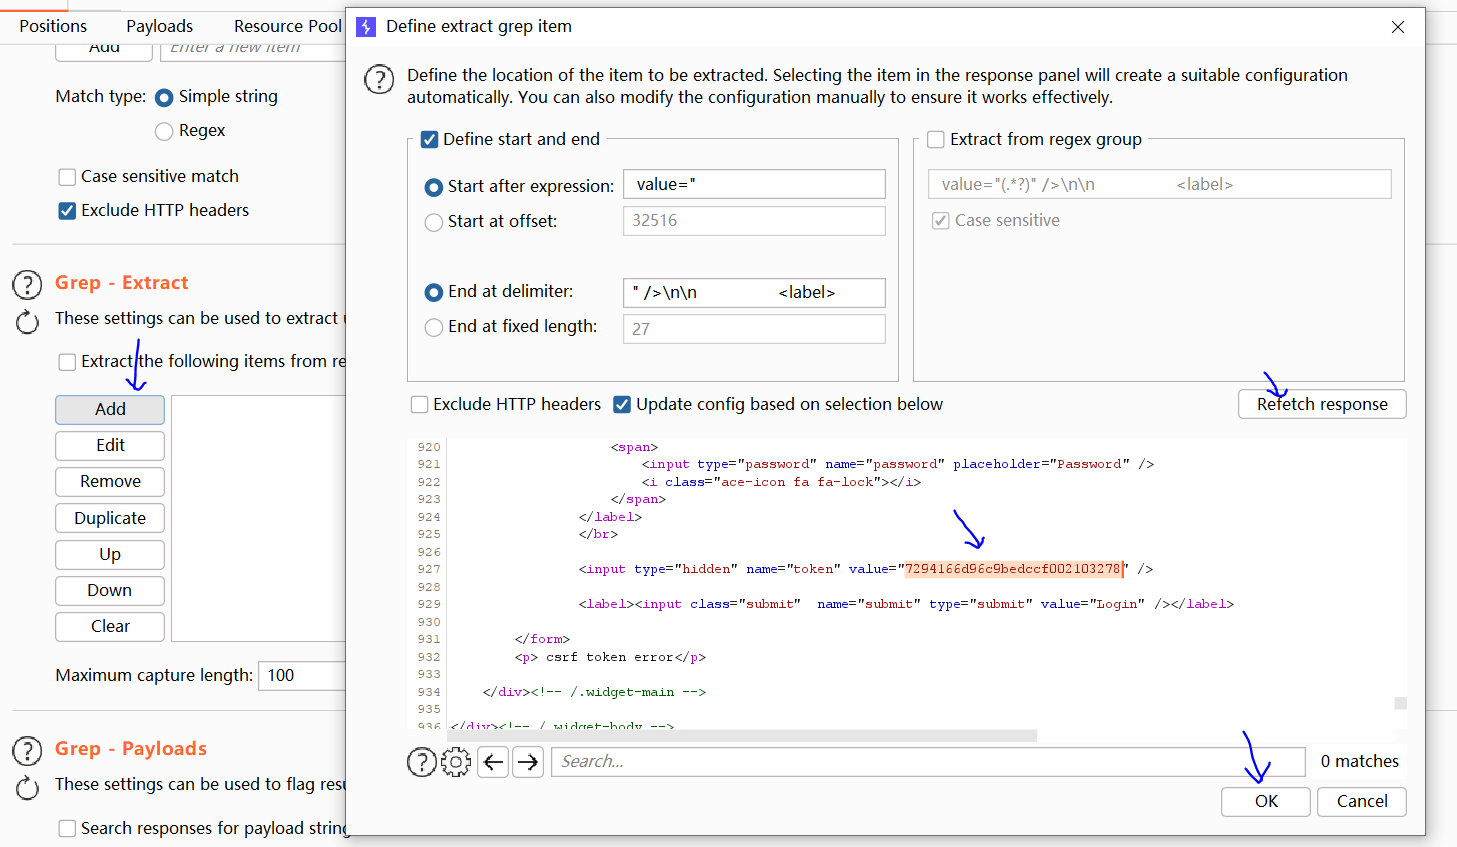 Positions
Payloads
Resource Pool
Add
Enter a new item
Match type:
Simple string
Regex
Case sensitive match
Exclude HTTP headers
Grep - Extract
These settings can be used to extract
Extract the following items from re
Add
Edit
Remove
Duplicate
Up
Down
Clear
Maximum capture length:
100
Grep - Payloads
These settings can be used to flag resu
Search responses for payload string
Define extract grep item
Define the location of the item to be extracted. Selecting the item in the response panel will create a suitable configuration
automatically. You can also modify the configuration manually to ensure it works effectively.
Define start and end
Start after expression:
value="
Start at offset:
32516
End at delimiter:
" />\n\n <label>
End at fixed length:
27
Extract from regex group
value="(.*?)" />\n\n <label>
Case sensitive
Exclude HTTP headers
Update config based on selection below
Refetch response
920 <span>
921 <input type="password" name="password" placeholder="Password" />
922 <i class="ace-icon fa fa-lock"></i>
923 </span>
924 </label>
925 </br>
926
927 <input type="hidden" name="token" value="7294166d96c9bedccf002103278" />
928
929 <label><input class="submit"  name="submit" type="submit" value="Login" /></label>
930
931 </form>
932 <p> csrf token error</p>
933
934 </div><!-- /.widget-main -->
935
936 </div><!-- /.widget-body -->
Search...
0 matches
OK
Cancel